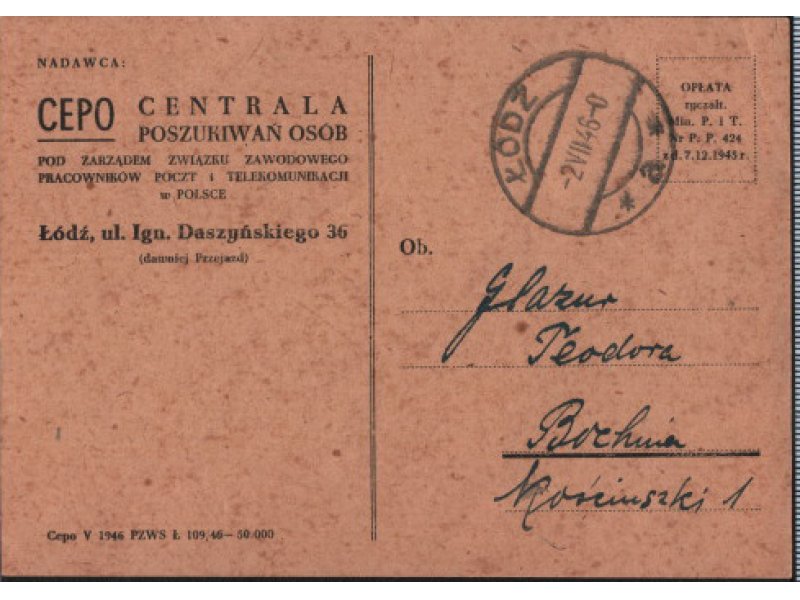 NADAWCA:
CEPO CENTRALA
POSZUKIWAŃ OSÓB
POD ZARZĄDEM ZWIĄZKU ZAWODOWEGO
PRACOWNIKÓW POCZT i TELEKOMUNIKACJI
w POLSCE
Łódź, ul. Ign. Daszyńskiego 36
(dawniej Przejazd)
Cepo V 1946 PZWS Ł 109,46—50.000
ŁÓDŹ
-2VII46-0
* a *
OPŁATA
ryczałt.
Min. P. i T.
Nr P. P. 424
z d. 7.12.1945 r.
Ob.
Glazur
Teodora
Bochnia
Kościuszki 1